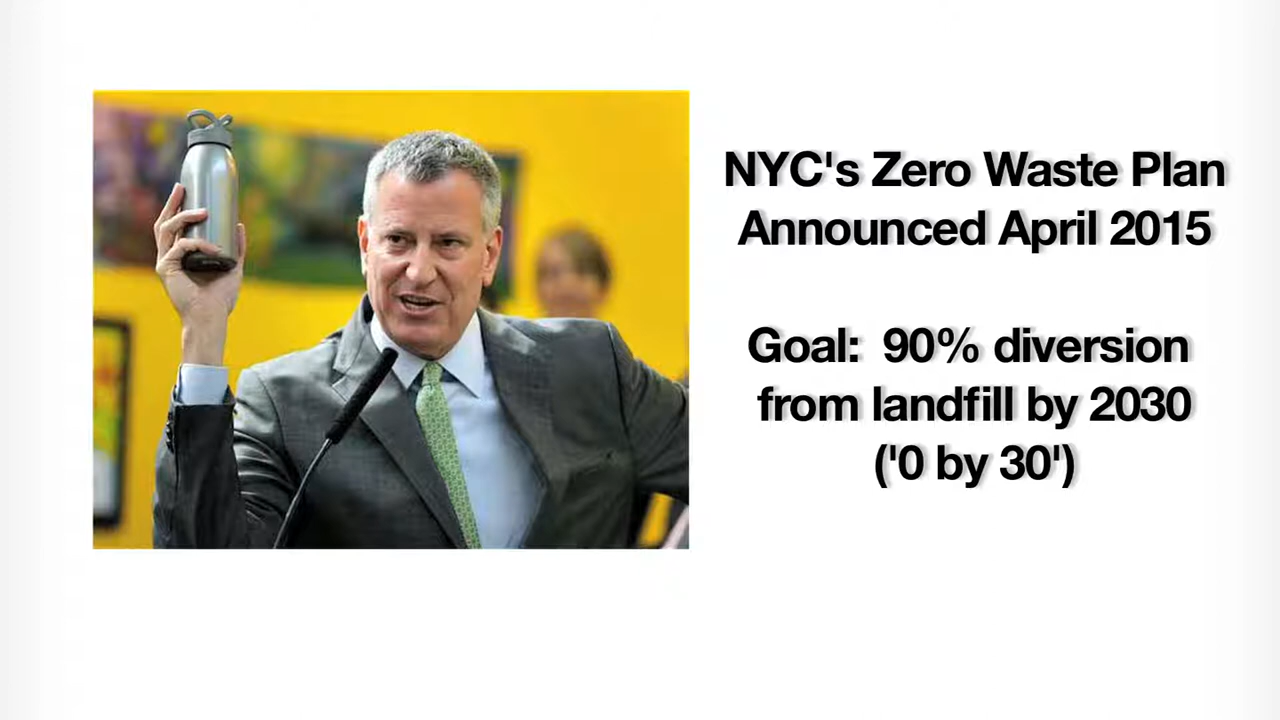 NYC's Zero Waste Plan
Announced April 2015
Goal: 90% diversion
from landfill by 2030
('0 by 30')